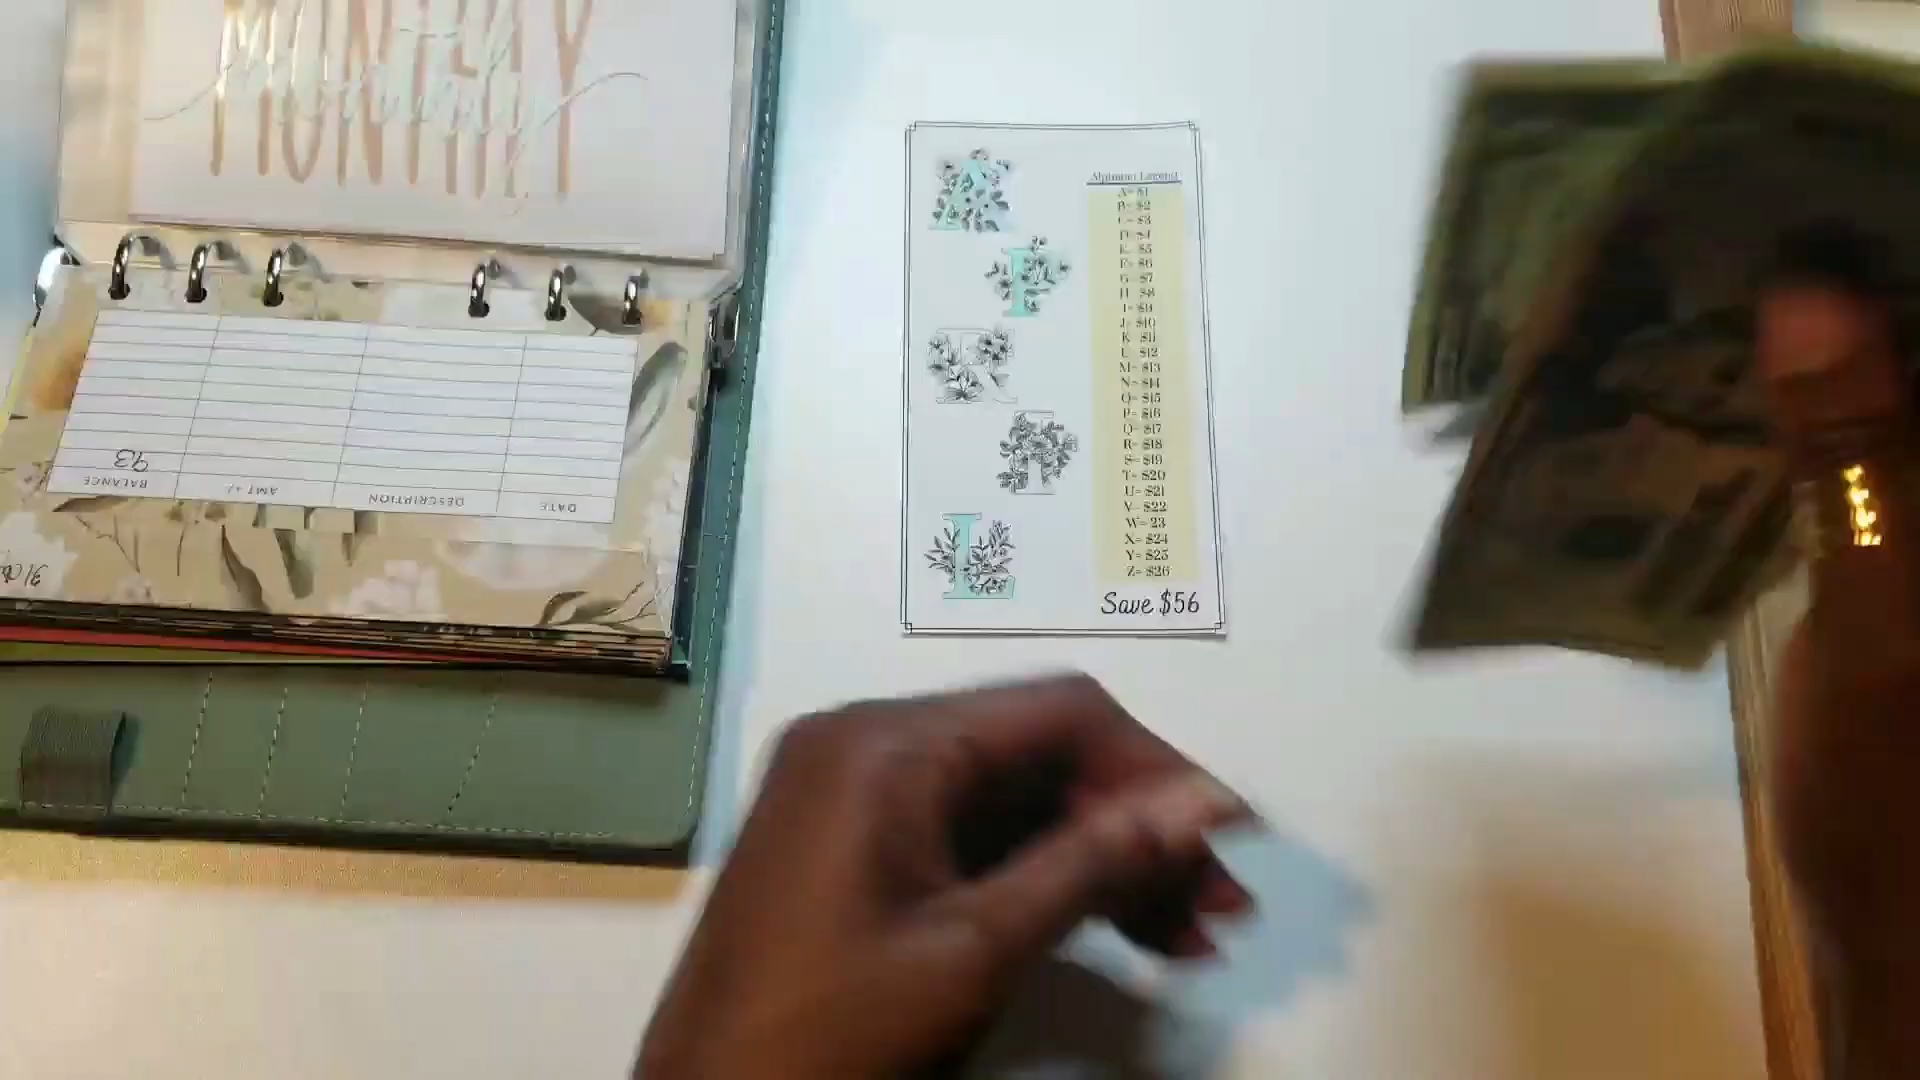 MONTHLY
monthly
BALANCE
AMT +/-
DESCRIPTION
DATE
93
A
P
R
I
L
Alphabet Legend
A= $1
B= $2
C= $3
D= $4
E= $5
F= $6
G= $7
H= $8
I= $9
J= $10
K= $11
L= $12
M= $13
N= $14
O= $15
P= $16
Q= $17
R= $18
S= $19
T= $20
U= $21
V= $22
W= 23
X= $24
Y= $25
Z= $26
Save $56